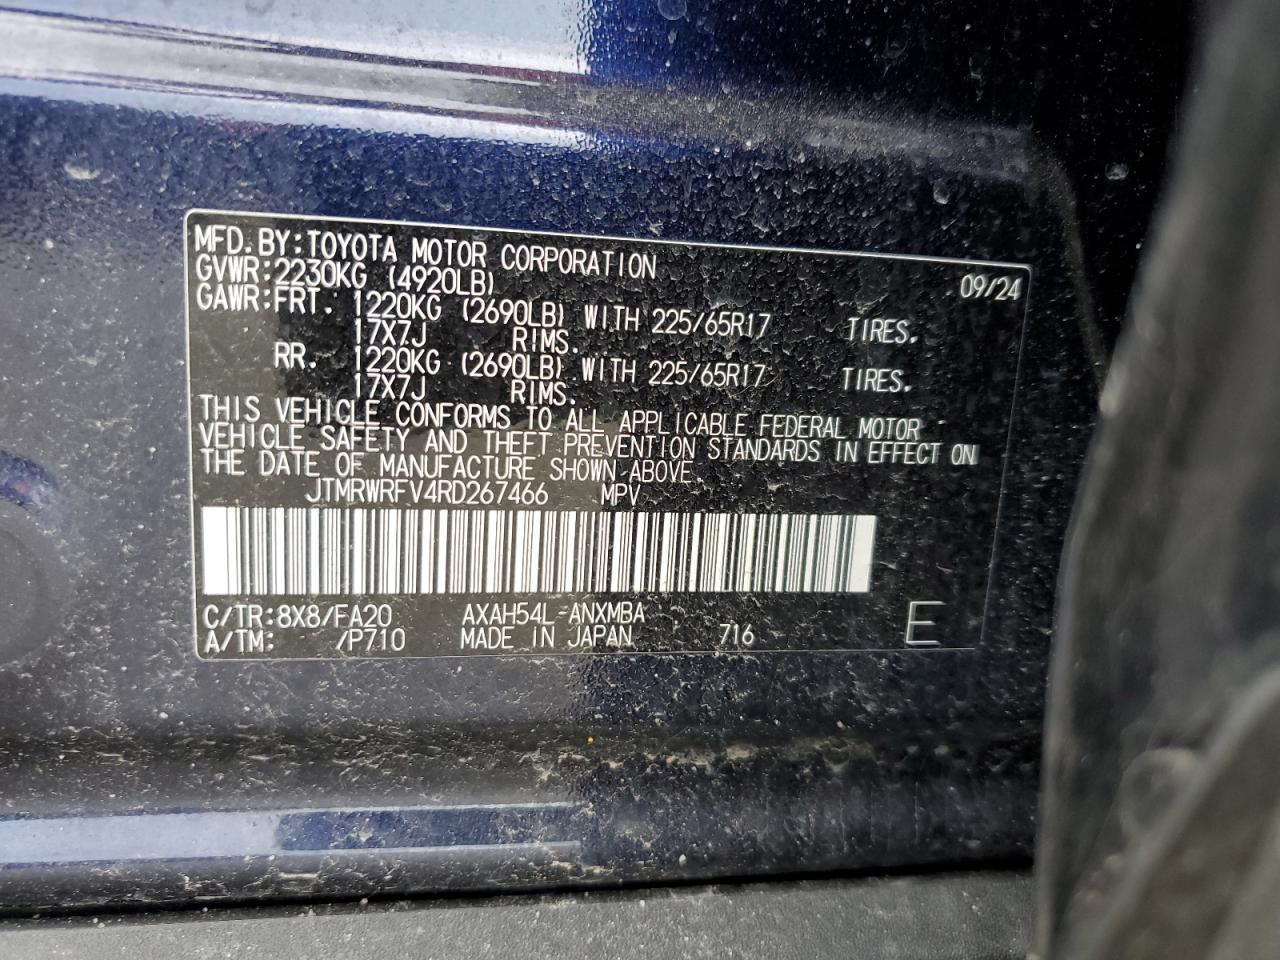 MFD. BY: TOYOTA MOTOR CORPORATION 09/24
GVWR: 2230KG (4920LB)
GAWR: FRT. 1220KG (2690LB) WITH 225/65R17 TIRES.
17X7J RIMS.
RR. 1220KG (2690LB) WITH 225/65R17 TIRES.
17X7J RIMS.
THIS VEHICLE CONFORMS TO ALL APPLICABLE FEDERAL MOTOR
VEHICLE SAFETY AND THEFT PREVENTION STANDARDS IN EFFECT ON
THE DATE OF MANUFACTURE SHOWN ABOVE.
JTMRWRFV4RD267466 MPV
C/TR: 8X8/FA20 AXAH54L-ANXMBA
A/TM: /P710 MADE IN JAPAN 716 E